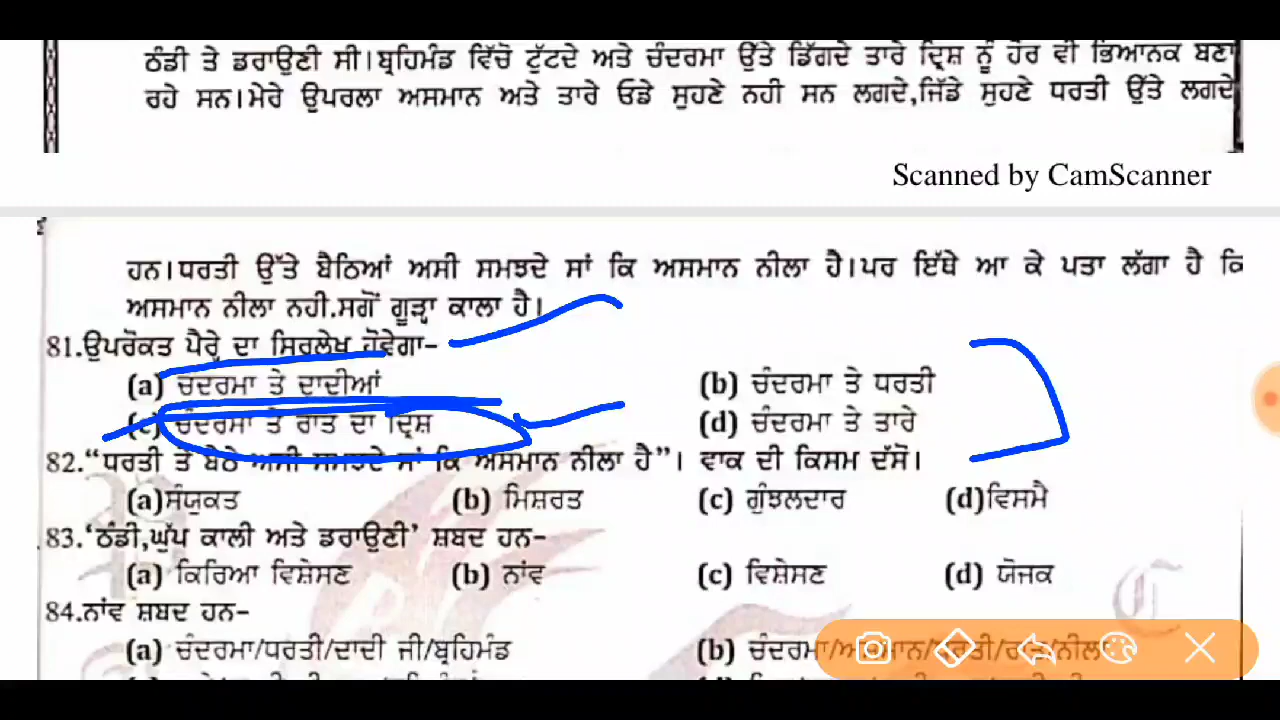 ਠੰਡੀ ਤੇ ਡਰਾਉਣੀ ਸੀ।ਬ੍ਰਹਿਮੰਡ ਵਿੱਚੋ ਟੁੱਟਦੇ ਅਤੇ ਚੰਦਰਮਾ ਉੱਤੇ ਡਿੱਗਦੇ ਤਾਰੇ ਦ੍ਰਿਸ਼ ਨੂੰ ਹੋਰ ਵੀ ਭਿਆਨਕ ਬਣਾ
ਰਹੇ ਸਨ।ਮੇਰੇ ਉਪਰਲਾ ਅਸਮਾਨ ਅਤੇ ਤਾਰੇ ਓਡੇ ਸੁਹਣੇ ਨਹੀ ਸਨ ਲਗਦੇ,ਜਿੱਡੇ ਸੁਹਣੇ ਧਰਤੀ ਉੱਤੇ ਲਗਦੇ
Scanned by CamScanner
ਹਨ।ਧਰਤੀ ਉੱਤੇ ਬੈਠਿਆਂ ਅਸੀ ਸਮਝਦੇ ਸਾਂ ਕਿ ਅਸਮਾਨ ਨੀਲਾ ਹੈ।ਪਰ ਇੱਥੇ ਆ ਕੇ ਪਤਾ ਲੱਗਾ ਹੈ ਕਿ
ਅਸਮਾਨ ਨੀਲਾ ਨਹੀ.ਸਗੋਂ ਗੂੜ੍ਹਾ ਕਾਲਾ ਹੈ।
81.ਉਪਰੋਕਤ ਪੈਰ੍ਹੇ ਦਾ ਸਿਰਲੇਖ ਹੋਵੇਗਾ-
(a) ਚੰਦਰਮਾ ਤੇ ਦਾਦੀਆਂ (b) ਚੰਦਰਮਾ ਤੇ ਧਰਤੀ
(c) ਚੰਦਰਮਾ ਤੇ ਰਾਤ ਦਾ ਦ੍ਰਿਸ਼ (d) ਚੰਦਰਮਾ ਤੇ ਤਾਰੇ
82."ਧਰਤੀ ਤੇ ਬੈਠੇ ਅਸੀ ਸਮਝਦੇ ਸਾਂ ਕਿ ਅਸਮਾਨ ਨੀਲਾ ਹੈ"। ਵਾਕ ਦੀ ਕਿਸਮ ਦੱਸੋ।
(a)ਸੰਯੁਕਤ (b) ਮਿਸ਼ਰਤ (c) ਗੁੰਝਲਦਾਰ (d)ਵਿਸਮੈ
83.'ਠੰਡੀ,ਘੁੱਪ ਕਾਲੀ ਅਤੇ ਡਰਾਉਣੀ' ਸ਼ਬਦ ਹਨ-
(a) ਕਿਰਿਆ ਵਿਸ਼ੇਸਣ (b) ਨਾਂਵ (c) ਵਿਸ਼ੇਸਣ (d) ਯੋਜਕ
84.ਨਾਂਵ ਸ਼ਬਦ ਹਨ-
(a) ਚੰਦਰਮਾ/ਧਰਤੀ/ਦਾਦੀ ਜੀ/ਬ੍ਰਹਿਮੰਡ (b) ਚੰਦਰਮਾ